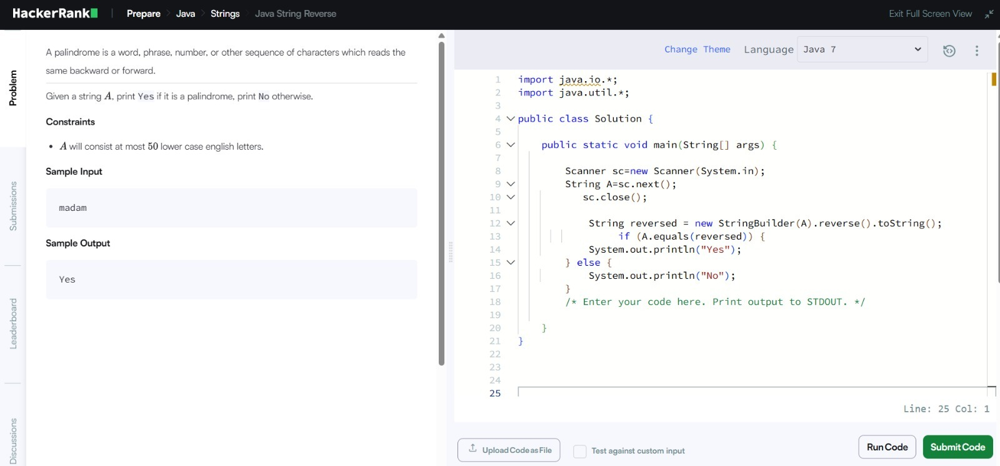 HackerRank
Prepare > Java > Strings > Java String Reverse
Exit Full Screen View
Problem
Submissions
Leaderboard
Discussions
A palindrome is a word, phrase, number, or other sequence of characters which reads the
same backward or forward.
Given a string A, print Yes if it is a palindrome, print No otherwise.
Constraints
• A will consist at most 50 lower case english letters.
Sample Input
madam
Sample Output
Yes
Change Theme Language Java 7
1 import java.io.*;
2 import java.util.*;
3
4 public class Solution {
5
6 public static void main(String[] args) {
7
8 Scanner sc=new Scanner(System.in);
9 String A=sc.next();
10 sc.close();
11
12 String reversed = new StringBuilder(A).reverse().toString();
13 if (A.equals(reversed)) {
14 System.out.println("Yes");
15 } else {
16 System.out.println("No");
17 }
18 /* Enter your code here. Print output to STDOUT. */
19
20 }
21 }
22
23
24
25
Line: 25 Col: 1
Upload Code as File
Test against custom input
Run Code
Submit Code